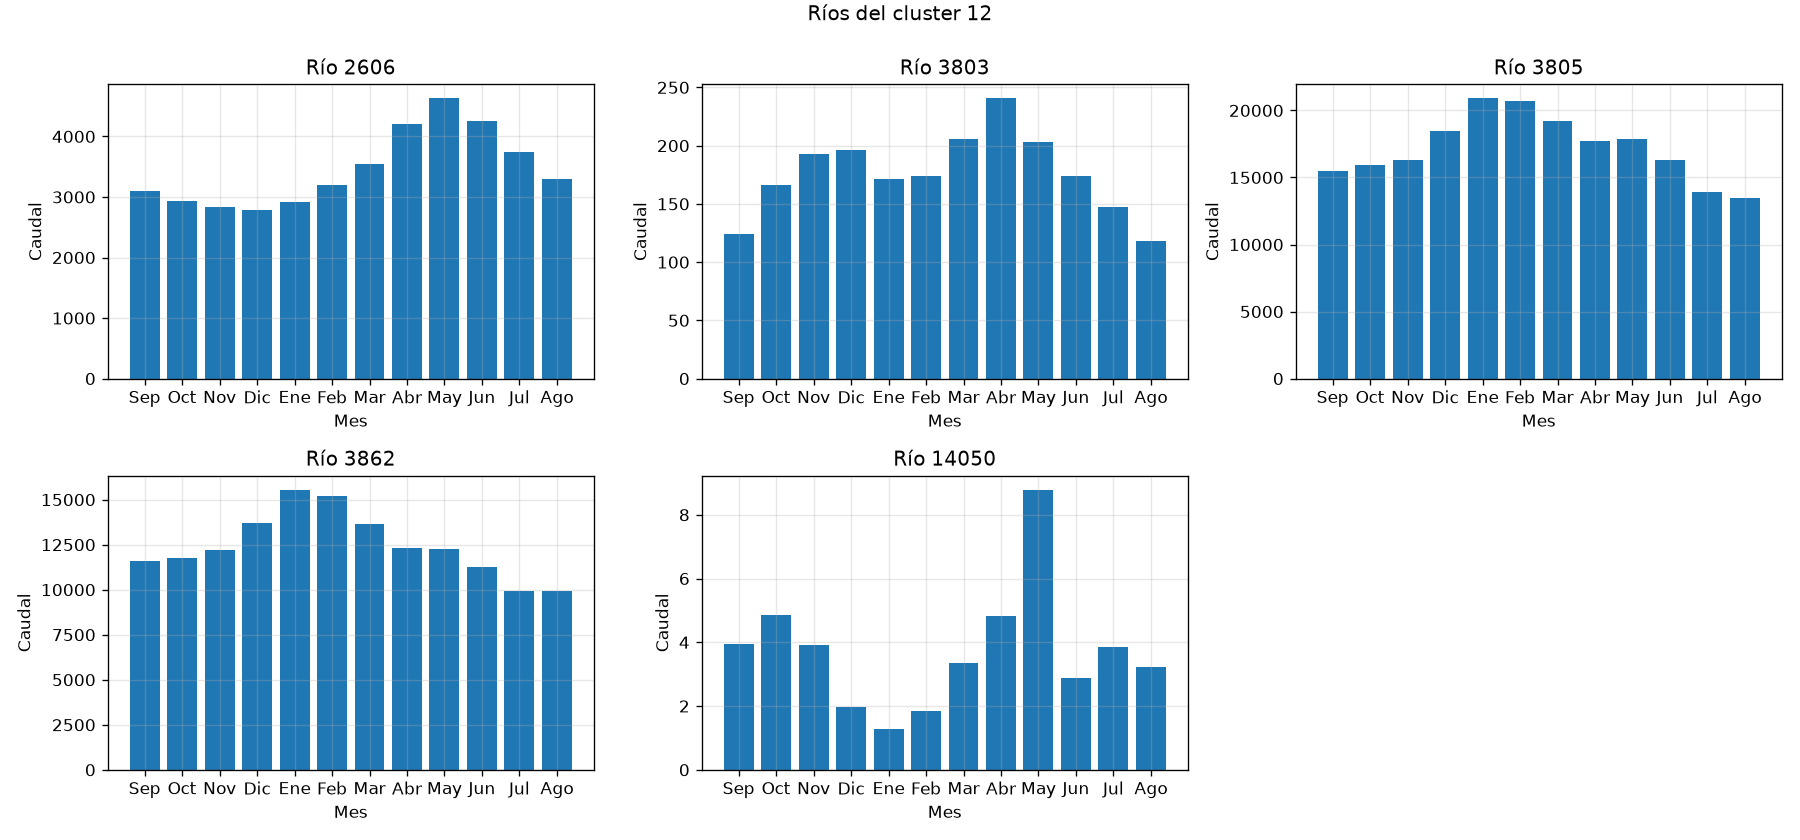 Ríos del cluster 12
Río 2606
Caudal
4000
3000
2000
1000
0
Sep Oct Nov Dic Ene Feb Mar Abr May Jun Jul Ago
Mes
Río 3803
Caudal
250
200
150
100
50
0
Sep Oct Nov Dic Ene Feb Mar Abr May Jun Jul Ago
Mes
Río 3805
Caudal
20000
15000
10000
5000
0
Sep Oct Nov Dic Ene Feb Mar Abr May Jun Jul Ago
Mes
Río 3862
Caudal
15000
12500
10000
7500
5000
2500
0
Sep Oct Nov Dic Ene Feb Mar Abr May Jun Jul Ago
Mes
Río 14050
Caudal
8
6
4
2
0
Sep Oct Nov Dic Ene Feb Mar Abr May Jun Jul Ago
Mes